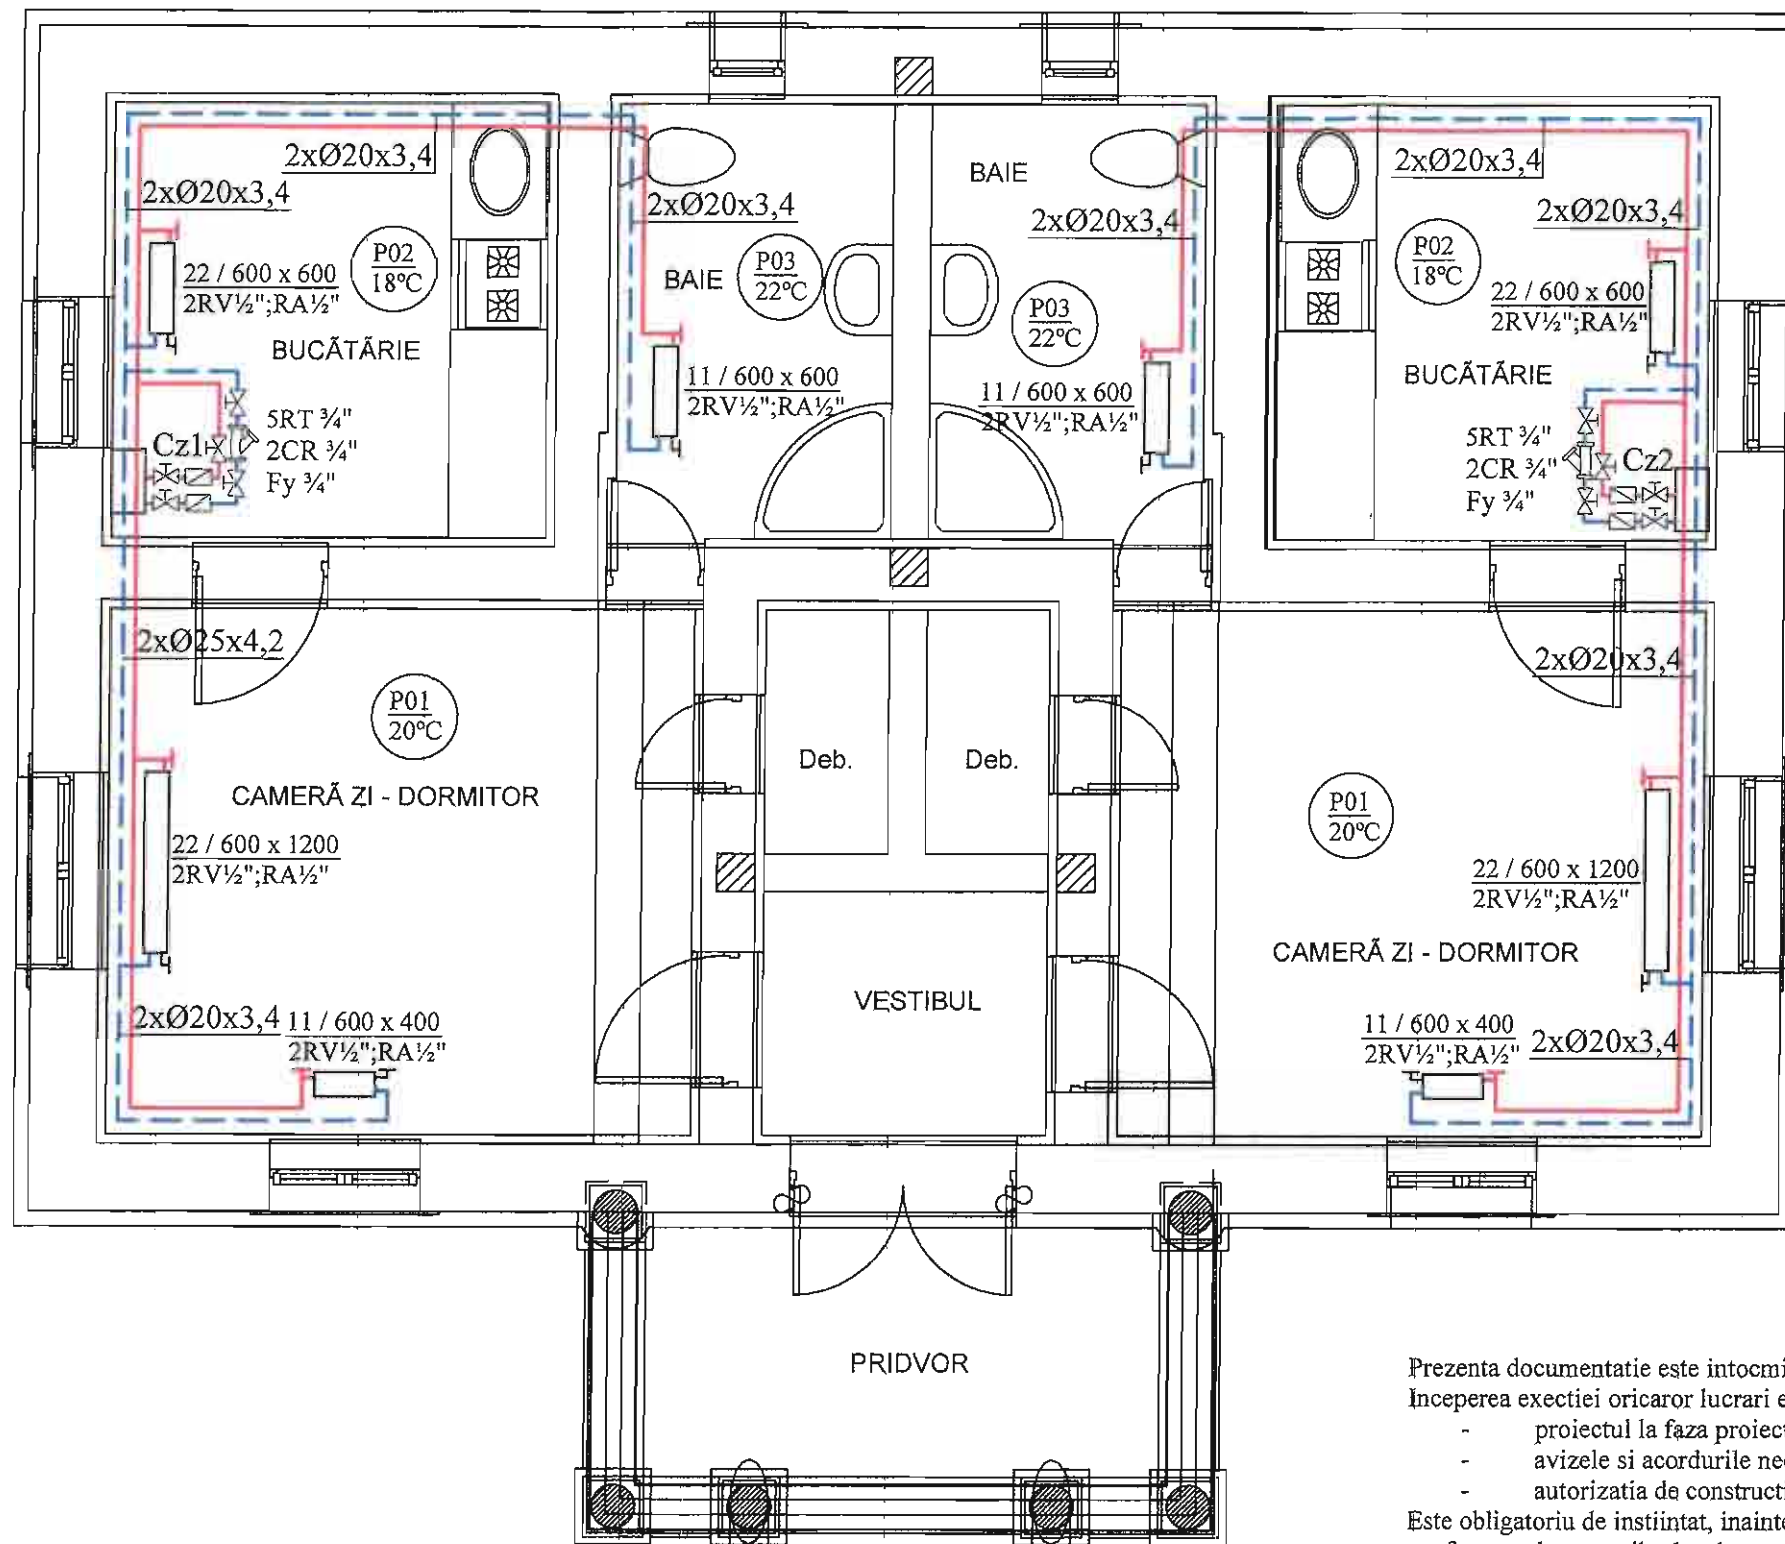 2xØ20x3,4
2xØ20x3,4
P02
18°C
22 / 600 x 600
2RV½";RA½"
BUCĂTĂRIE
Cz1
5RT ¾"
2CR ¾"
Fy ¾"
2xØ20x3,4
BAIE
P03
22°C
11 / 600 x 600
2RV½";RA½"
BAIE
2xØ20x3,4
P03
22°C
11 / 600 x 600
2RV½";RA½"
2xØ20x3,4
2xØ20x3,4
P02
18°C
22 / 600 x 600
2RV½";RA½"
BUCĂTĂRIE
5RT ¾"
2CR ¾"
Fy ¾"
Cz2
2xØ25x4,2
P01
20°C
CAMERĂ ZI - DORMITOR
22 / 600 x 1200
2RV½";RA½"
2xØ20x3,4
11 / 600 x 400
2RV½";RA½"
Deb.
Deb.
VESTIBUL
2xØ20x3,4
P01
20°C
22 / 600 x 1200
2RV½";RA½"
CAMERĂ ZI - DORMITOR
11 / 600 x 400
2RV½";RA½"
2xØ20x3,4
PRIDVOR
Prezenta documentatie este intocmi
Inceperea exectiei oricaror lucrari e
- proiectul la faza proiect
- avizele si acordurile ne
- autorizatia de constructi
Este obligatoriu de instiintat, inainte